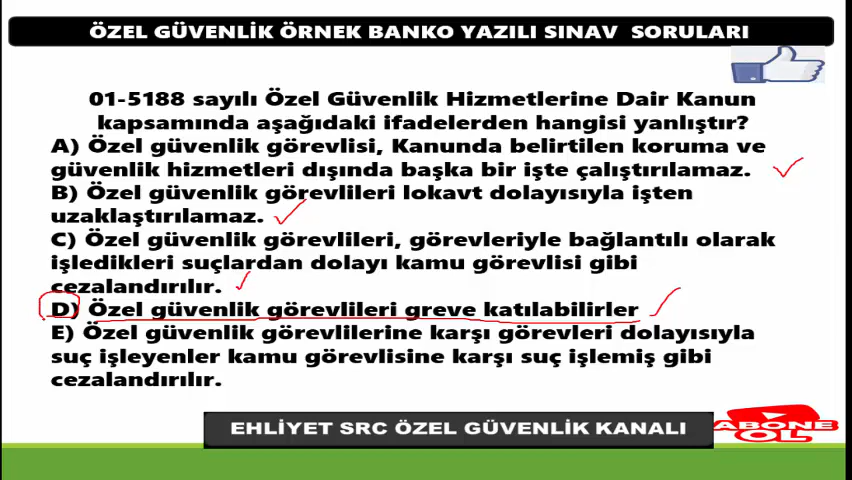 ÖZEL GÜVENLİK ÖRNEK BANKO YAZILI SINAV SORULARI
01-5188 sayılı Özel Güvenlik Hizmetlerine Dair Kanun
kapsamında aşağıdaki ifadelerden hangisi yanlıştır?
A) Özel güvenlik görevlisi, Kanunda belirtilen koruma ve
güvenlik hizmetleri dışında başka bir işte çalıştırılamaz.
B) Özel güvenlik görevlileri lokavt dolayısıyla işten
uzaklaştırılamaz.
C) Özel güvenlik görevlileri, görevleriyle bağlantılı olarak
işledikleri suçlardan dolayı kamu görevlisi gibi
cezalandırılır.
D) Özel güvenlik görevlileri greve katılabilirler
E) Özel güvenlik görevlilerine karşı görevleri dolayısıyla
suç işleyenler kamu görevlisine karşı suç işlemiş gibi
cezalandırılır.
EHLİYET SRC ÖZEL GÜVENLİK KANALI
ABONE
OL